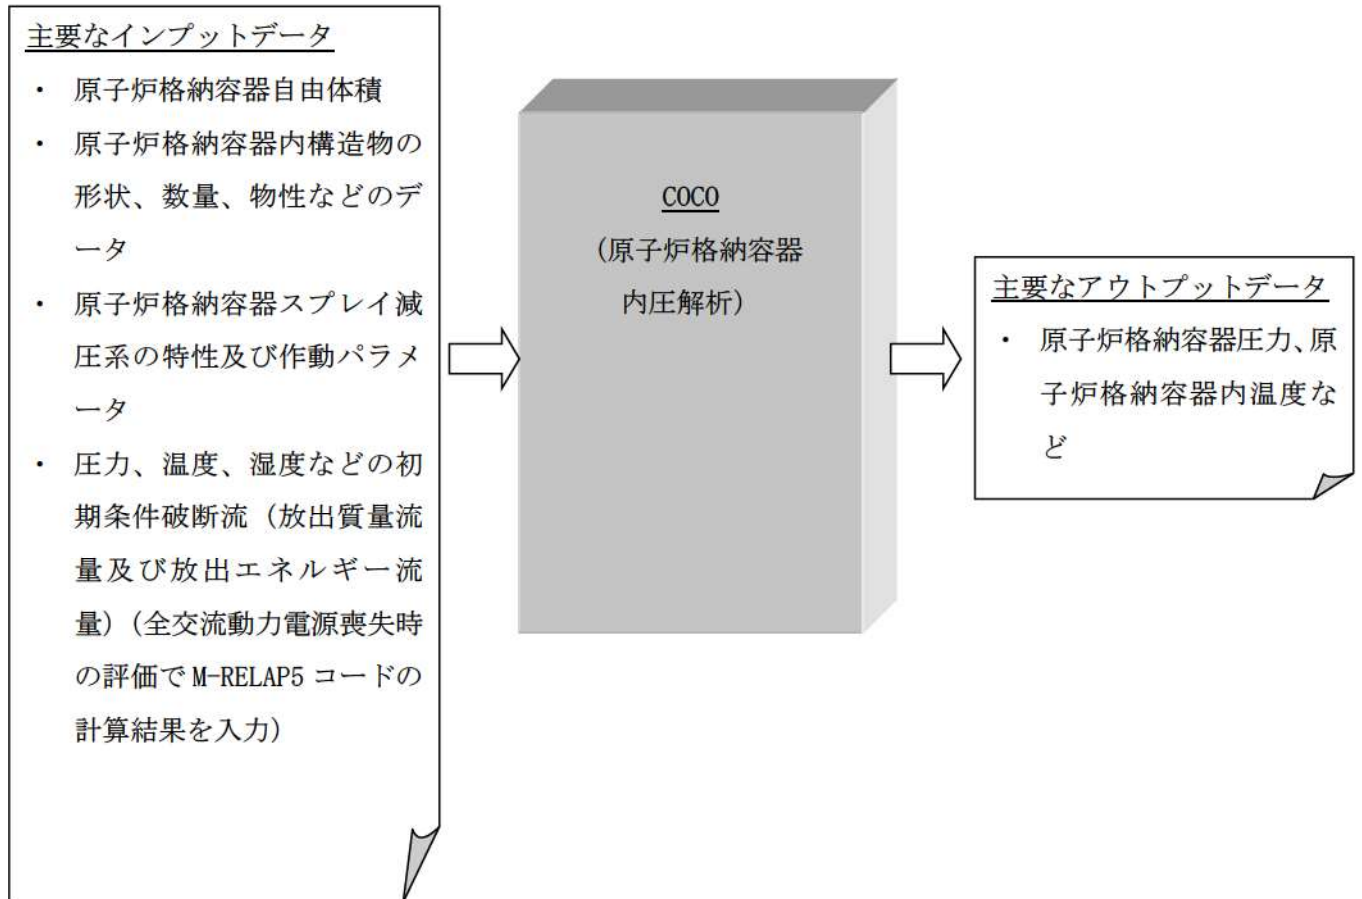 主要なインプットデータ
・ 原子炉格納容器自由体積
・ 原子炉格納容器内構造物の
形状、数量、物性などのデ
ータ
・ 原子炉格納容器スプレイ減
圧系の特性及び作動パラメ
ータ
・ 圧力、温度、湿度などの初
期条件破断流（放出質量流
量及び放出エネルギー流
量）（全交流動力電源喪失時
の評価で M-RELAP5 コードの
計算結果を入力）
COCO
（原子炉格納容器
内圧解析）
主要なアウトプットデータ
・ 原子炉格納容器圧力、原
子炉格納容器内温度な
ど